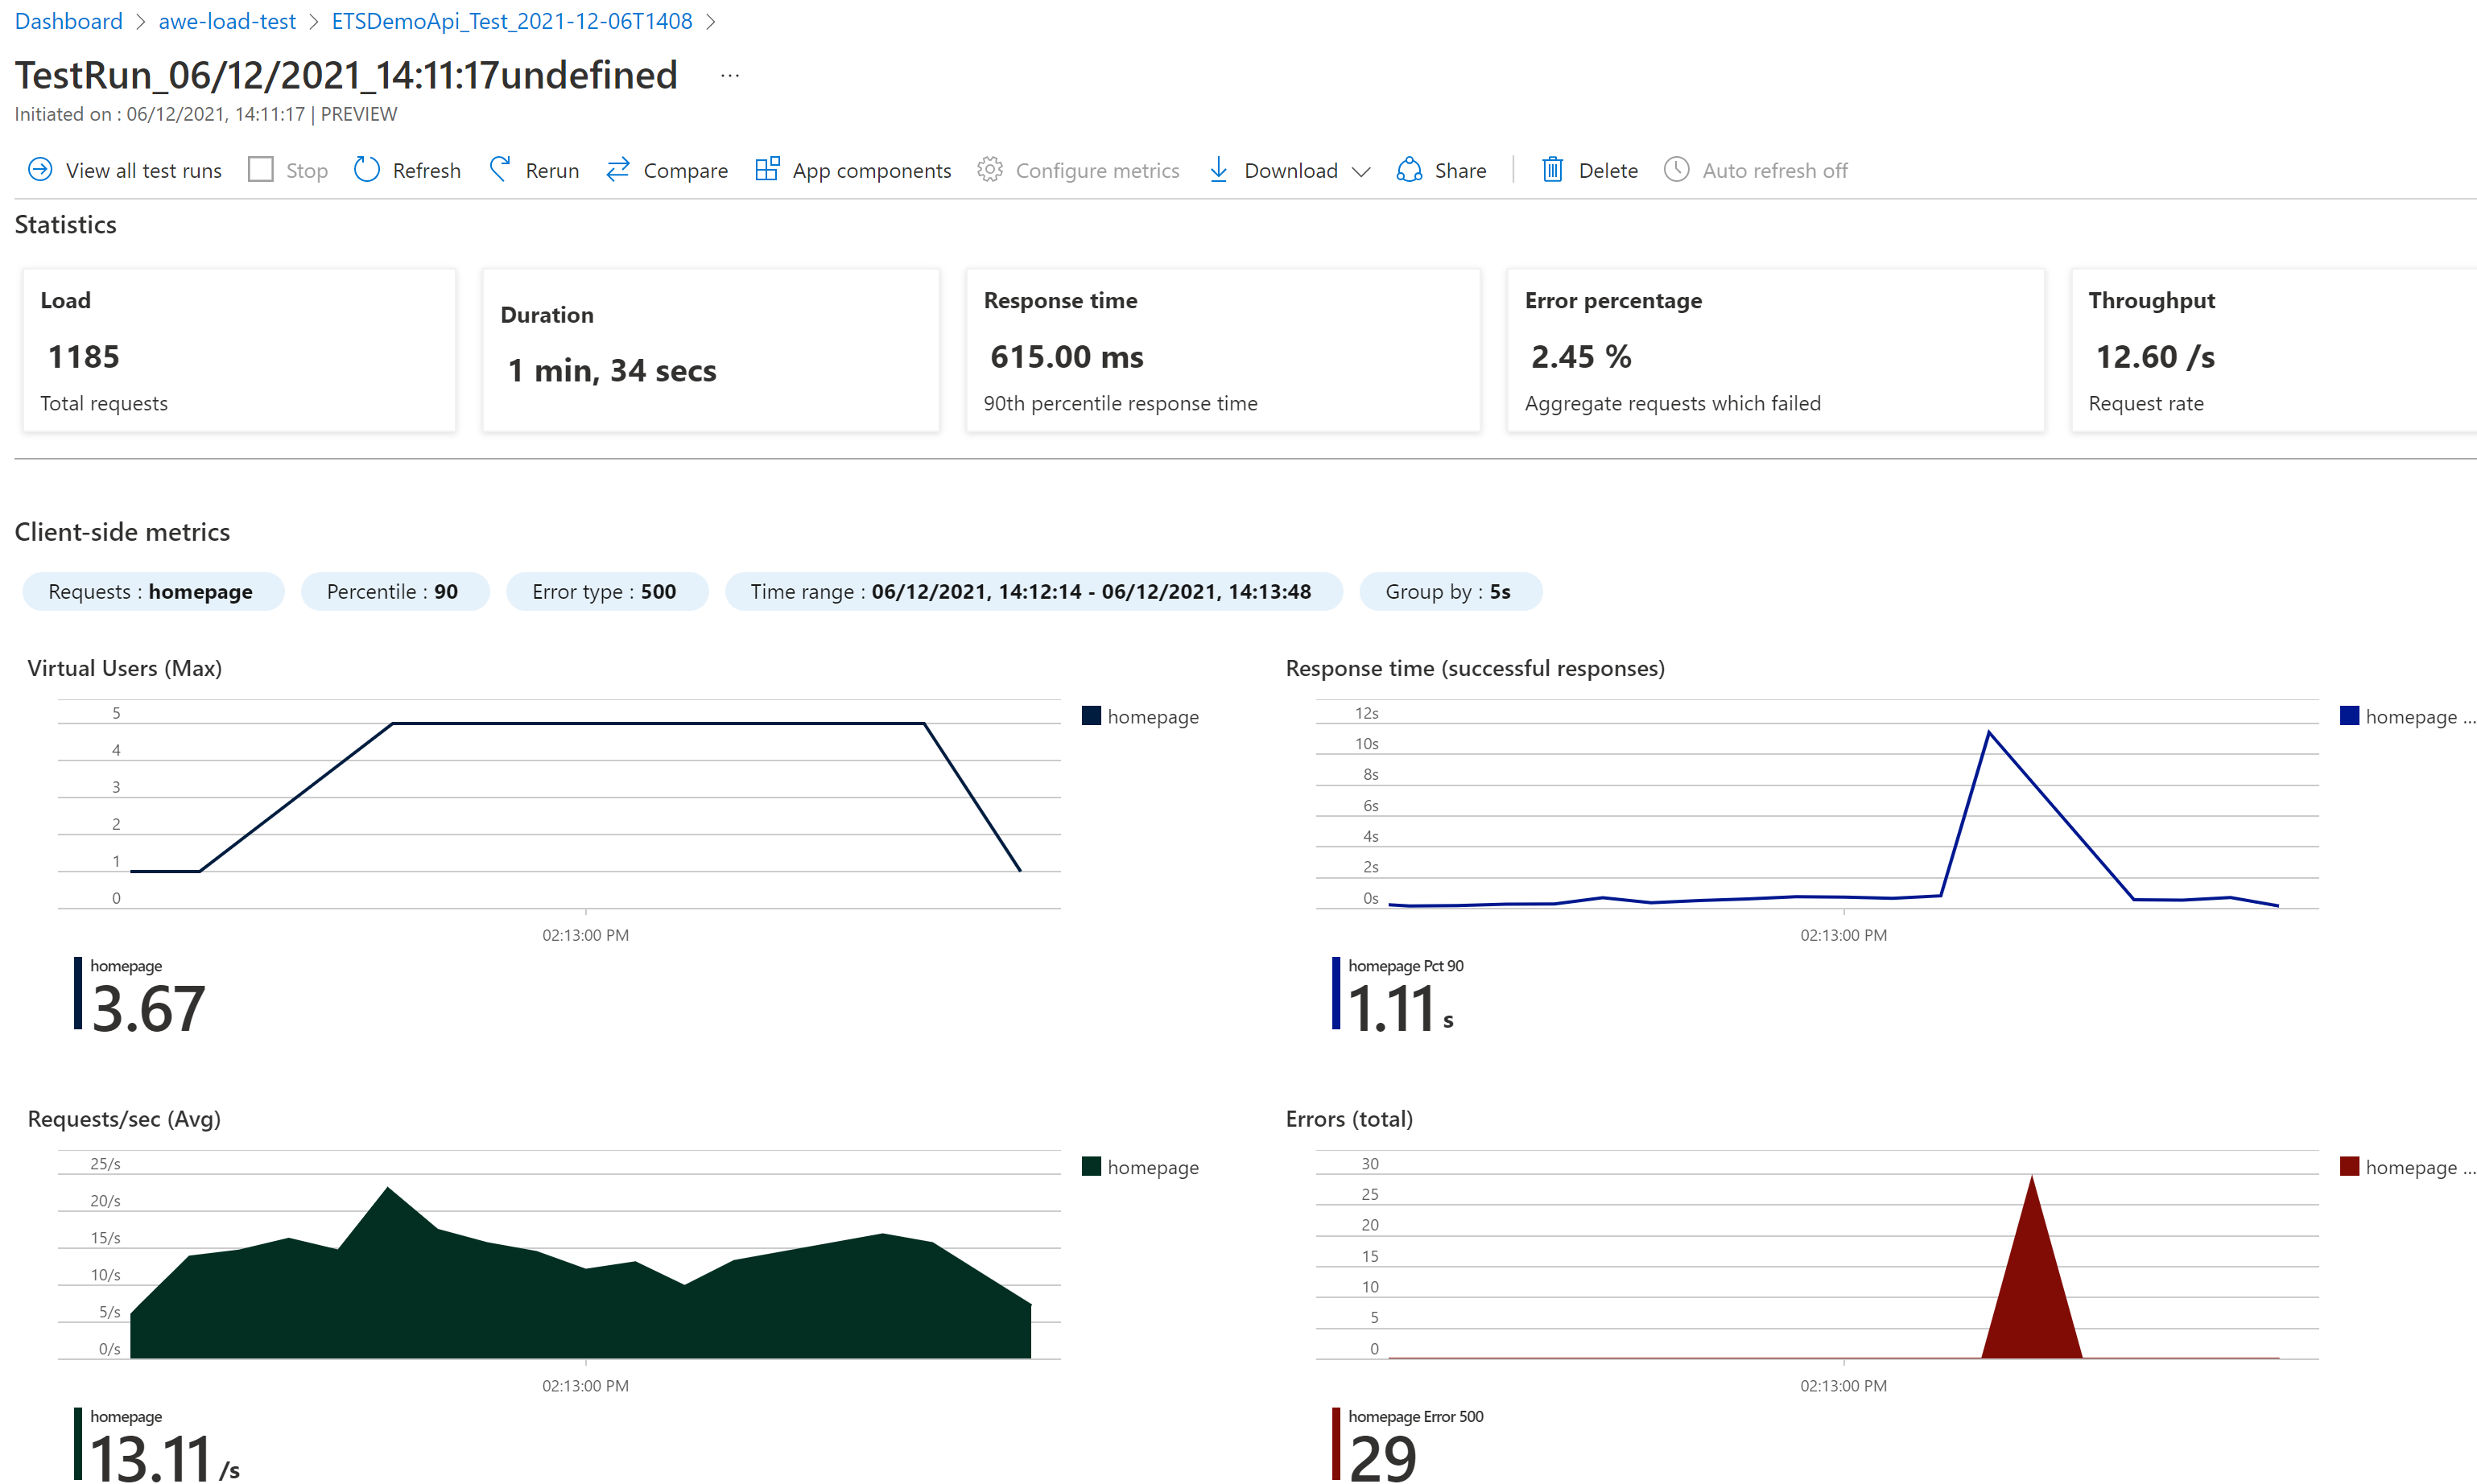 Dashboard > awe-load-test > ETSDemoApi_Test_2021-12-06T1408 >
TestRun_06/12/2021_14:11:17undefined ...
Initiated on : 06/12/2021, 14:11:17 | PREVIEW
View all test runs Stop Refresh Rerun Compare App components Configure metrics Download Share Delete Auto refresh off
Statistics
Load
1185
Total requests
Duration
1 min, 34 secs
Response time
615.00 ms
90th percentile response time
Error percentage
2.45 %
Aggregate requests which failed
Throughput
12.60 /s
Request rate
Client-side metrics
Requests : homepage Percentile : 90 Error type : 500 Time range : 06/12/2021, 14:12:14 - 06/12/2021, 14:13:48 Group by : 5s
Virtual Users (Max)
5
4
3
2
1
0
02:13:00 PM
homepage
homepage
3.67
Response time (successful responses)
12s
10s
8s
6s
4s
2s
0s
02:13:00 PM
homepage ...
homepage Pct 90
1.11 s
Requests/sec (Avg)
25/s
20/s
15/s
10/s
5/s
0/s
02:13:00 PM
homepage
homepage
13.11 /s
Errors (total)
30
25
20
15
10
5
0
02:13:00 PM
homepage ...
homepage Error 500
29